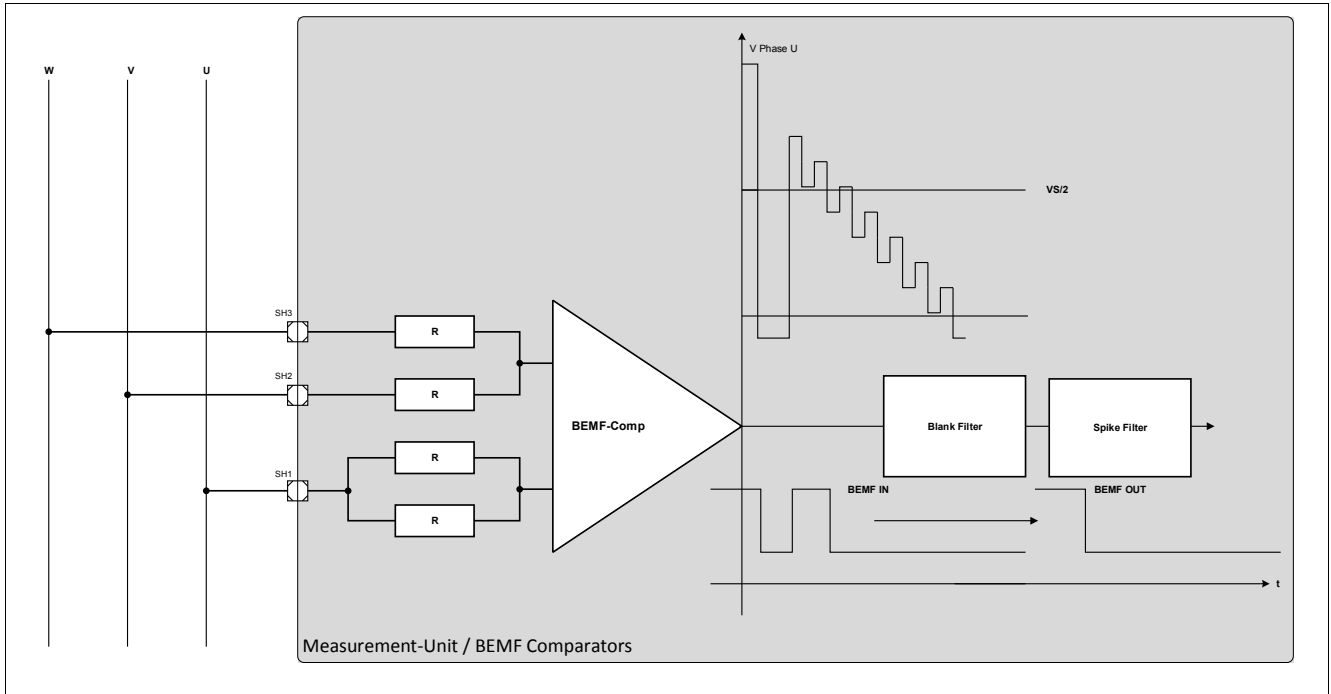 V Phase U
W
V
U
VS/2
SH3
R
SH2
R
BEMF-Comp
Blank Filter
Spike Filter
R
SH1
BEMF IN
BEMF OUT
R
t
Measurement-Unit / BEMF Comparators